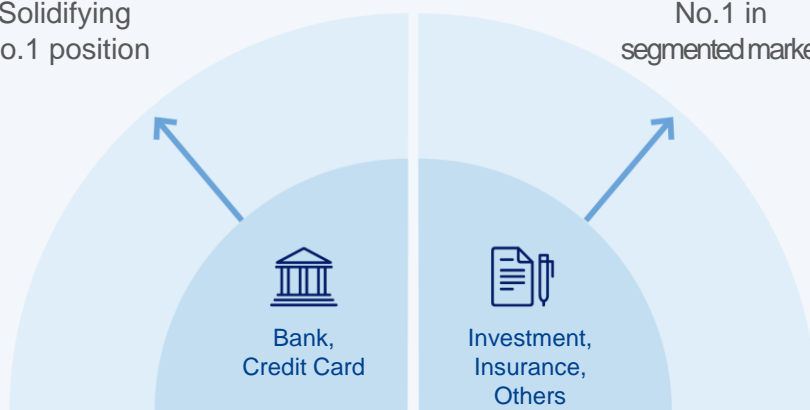 Solidifying
o.1 position
No.1 in
segmented marke
Bank,
Credit Card
Investment,
Insurance,
Others